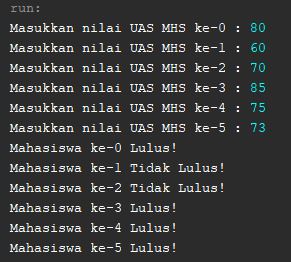 run:
Masukkan nilai UAS MHS ke-0 : 80
Masukkan nilai UAS MHS ke-1 : 60
Masukkan nilai UAS MHS ke-2 : 70
Masukkan nilai UAS MHS ke-3 : 85
Masukkan nilai UAS MHS ke-4 : 75
Masukkan nilai UAS MHS ke-5 : 73
Mahasiswa ke-0 Lulus!
Mahasiswa ke-1 Tidak Lulus!
Mahasiswa ke-2 Tidak Lulus!
Mahasiswa ke-3 Lulus!
Mahasiswa ke-4 Lulus!
Mahasiswa ke-5 Lulus!